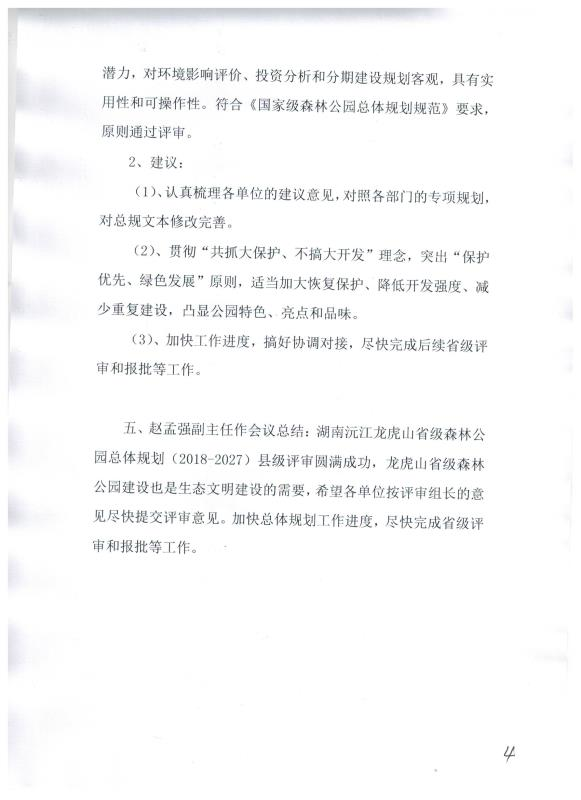 潜力，对环境影响评价、投资分析和分期建设规划客观，具有实
用性和可操作性。符合《国家级森林公园总体规划规范》要求，
原则通过评审。
2、建议：
（1）、认真梳理各单位的建议意见，对照各部门的专项规划，
对总规文本修改完善。
（2）、贯彻“共抓大保护、不搞大开发”理念，突出“保护
优先、绿色发展”原则，适当加大恢复保护、降低开发强度、减
少重复建设，凸显公园特色、亮点和品味。
（3）、加快工作进度，搞好协调对接，尽快完成后续省级评
审和报批等工作。
五、赵孟强副主任作会议总结：湖南沅江龙虎山省级森林公
园总体规划（2018-2027）县级评审圆满成功，龙虎山省级森林
公园建设也是生态文明建设的需要，希望各单位按评审组长的意
见尽快提交评审意见。加快总体规划工作进度，尽快完成省级评
审和报批等工作。
4